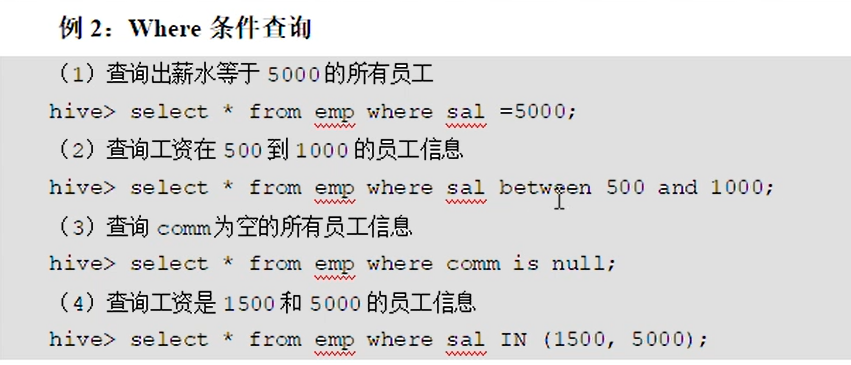 例 2：Where 条件查询
（1）查询出薪水等于 5000 的所有员工
hive> select * from emp where sal =5000;
（2）查询工资在 500 到 1000 的员工信息
hive> select * from emp where sal between 500 and 1000;
（3）查询 comm 为空的所有员工信息
hive> select * from emp where comm is null;
（4）查询工资是 1500 和 5000 的员工信息
hive> select * from emp where sal IN (1500, 5000);